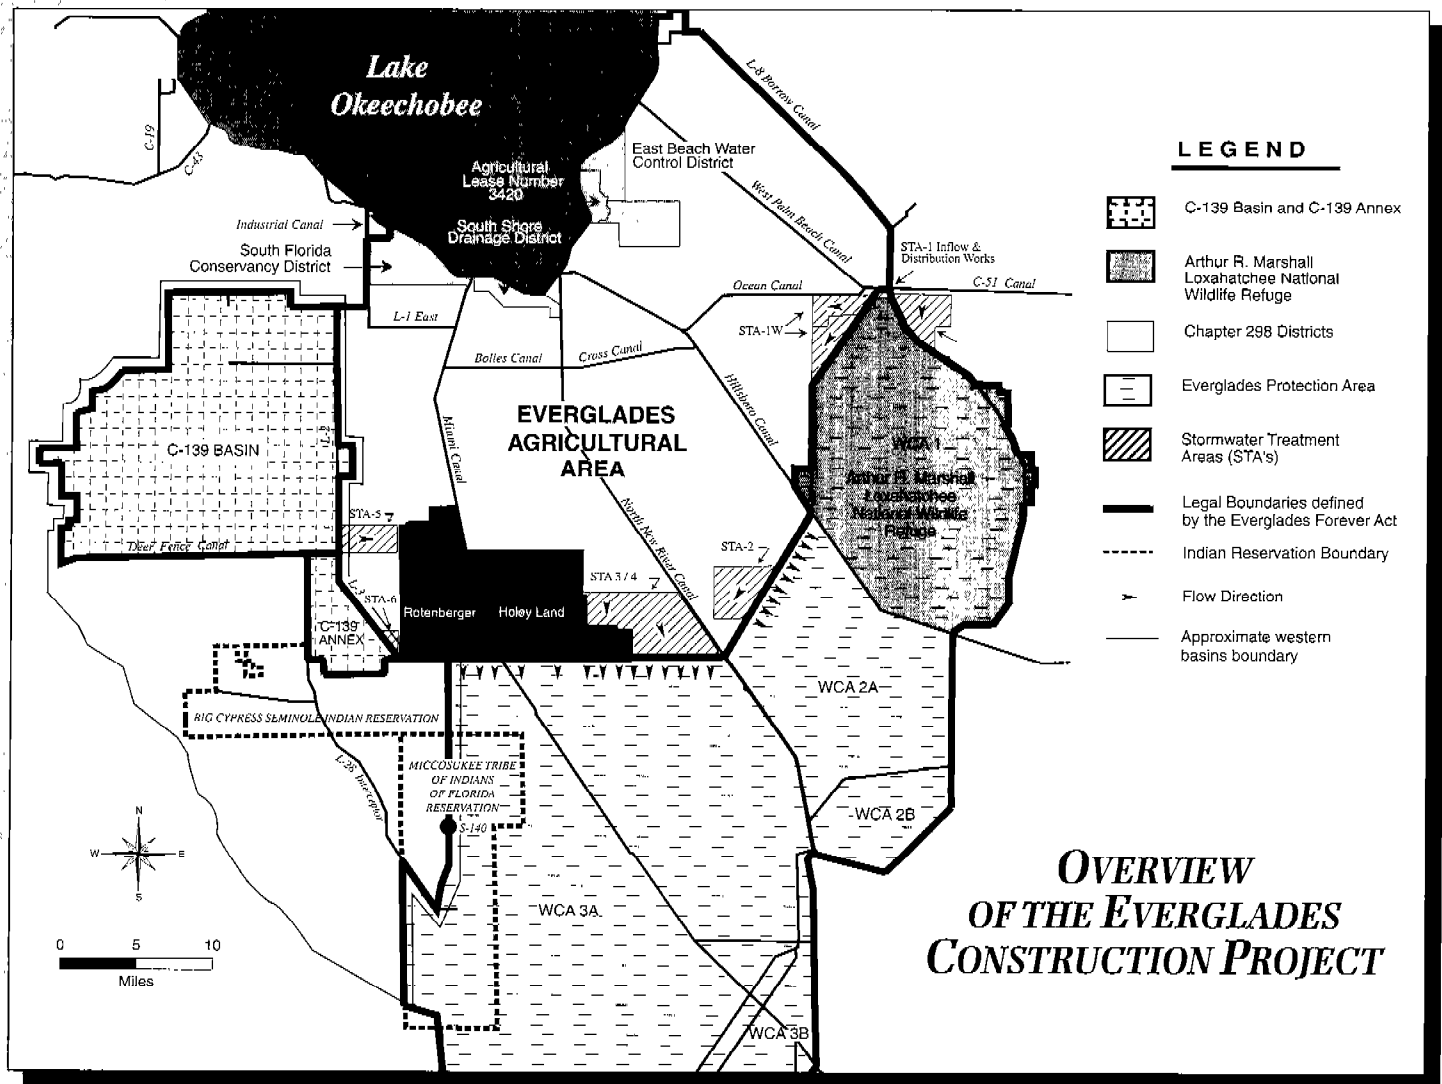 Lake
Okeechobee
L-8 Borrow Canal
C-19
C-43
East Beach Water
Control District
Agricultural
Lease Number
3420
West Palm Beach Canal
Industrial Canal
South Shore
Drainage District
South Florida
Conservancy District
STA-1 Inflow &
Distribution Works
Ocean Canal
C-51 Canal
L-1 East
STA-1W
Bolles Canal
Cross Canal
Hillsboro Canal
Miami Canal
EVERGLADES
AGRICULTURAL
AREA
C-139 BASIN
WCA 1
Arthur R. Marshall
Loxahatchee
National Wildlife
Refuge
North New River Canal
STA-5
Deer Fence Canal
STA-2
STA 3/4
STA-6
Rotenberger
Holey Land
C-139
ANNEX
WCA 2A
BIG CYPRESS SEMINOLE INDIAN RESERVATION
L-28 Interceptor
MICCOSUKEE TRIBE
OF INDIANS
OF FLORIDA
RESERVATION
S-140
WCA 2B
WCA 3A
WCA 3B
N
W
E
S
0 5 10
Miles
LEGEND
C-139 Basin and C-139 Annex
Arthur R. Marshall
Loxahatchee National
Wildlife Refuge
Chapter 298 Districts
Everglades Protection Area
Stormwater Treatment
Areas (STA's)
Legal Boundaries defined
by the Everglades Forever Act
Indian Reservation Boundary
Flow Direction
Approximate western
basins boundary
OVERVIEW
OF THE EVERGLADES
CONSTRUCTION PROJECT